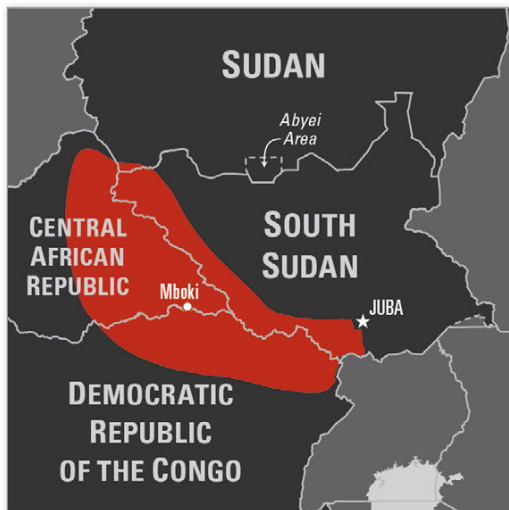 SUDAN
Abyei
Area
SOUTH
SUDAN
CENTRAL
AFRICAN
REPUBLIC
Mboki
JUBA
DEMOCRATIC
REPUBLIC
OF THE CONGO